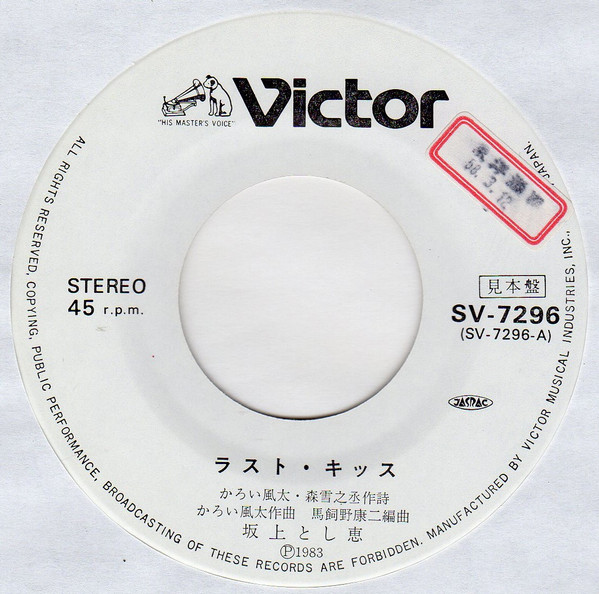 "HIS MASTER'S VOICE"
Victor
58.3.12
STEREO
45 r.p.m.
見本盤
SV-7296
(SV-7296-A)
JASRAC
ラスト・キッス
かろい風太・森雪之丞作詩
かろい風太作曲 馬飼野康二編曲
坂上とし恵
Ⓟ1983
ALL RIGHTS RESERVED, COPYING, PUBLIC PERFORMANCE, BROADCASTING OF THESE RECORDS ARE FORBIDDEN. MANUFACTURED BY VICTOR MUSICAL INDUSTRIES, INC., JAPAN.